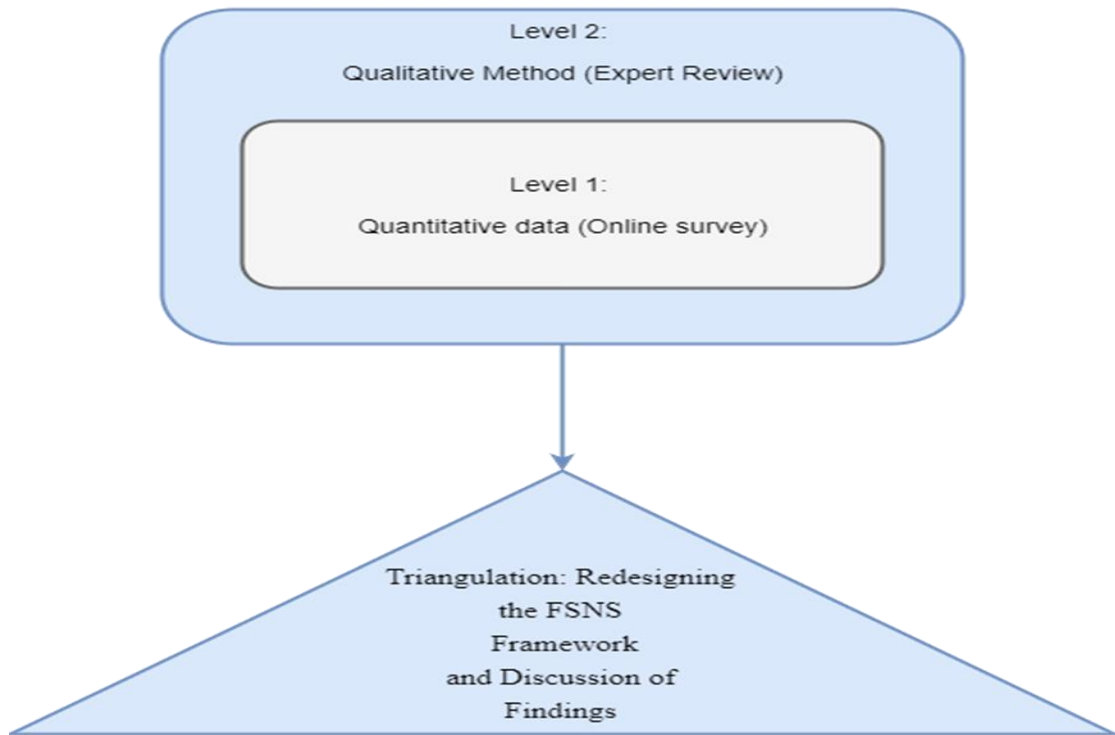 Level 2:
Qualitative Method (Expert Review)
Level 1:
Quantitative data (Online survey)
Triangulation: Redesigning
the FSNS
Framework
and Discussion of
Findings